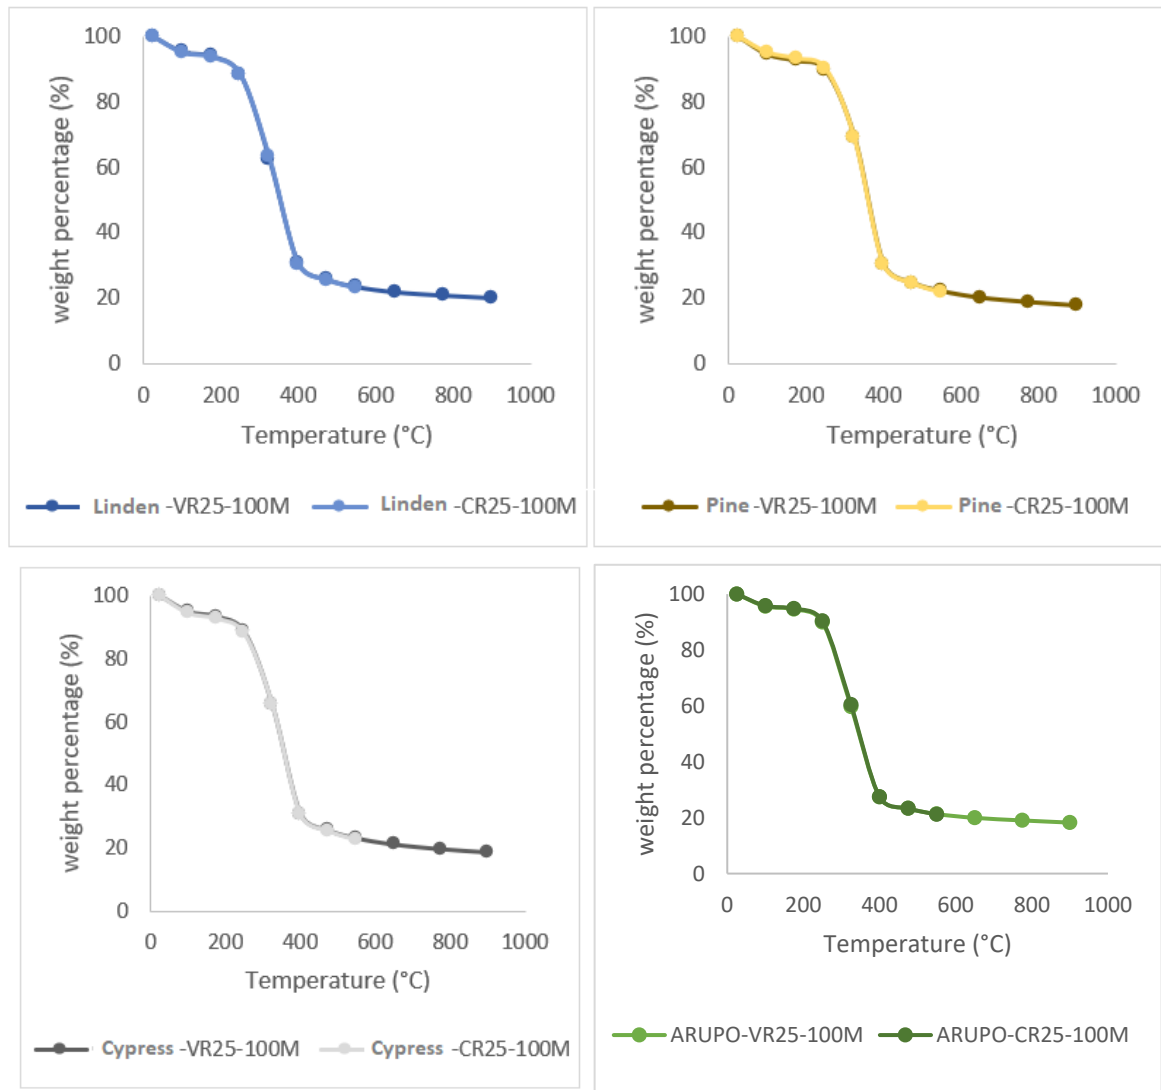 weight percentage (%)
100
80
60
40
20
0
0 200 400 600 800 1000
Temperature (°C)
Linden -VR25-100M Linden -CR25-100M
weight percentage (%)
100
80
60
40
20
0
0 200 400 600 800 1000
Temperature (°C)
Pine -VR25-100M Pine -CR25-100M
weight percentage (%)
100
80
60
40
20
0
0 200 400 600 800 1000
Temperature (°C)
Cypress -VR25-100M Cypress -CR25-100M
weight percentage (%)
100
80
60
40
20
0
0 200 400 600 800 1000
Temperature (°C)
ARUPO-VR25-100M ARUPO-CR25-100M